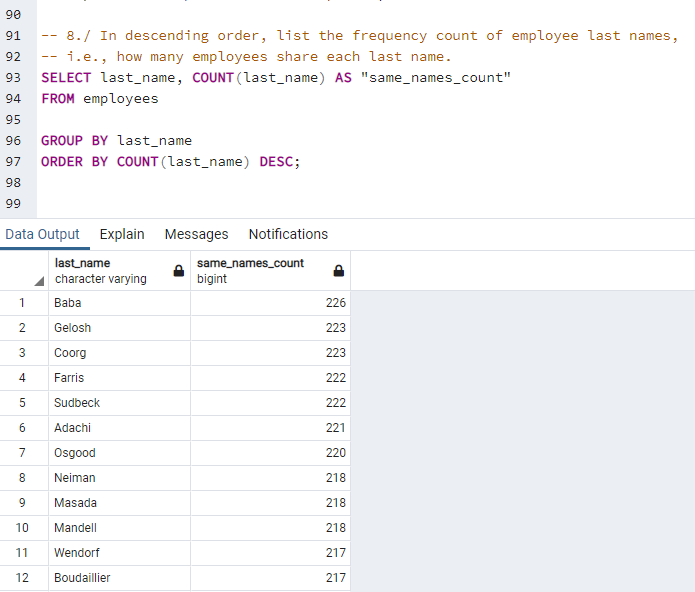 90
91 -- 8./ In descending order, list the frequency count of employee last names,
92 -- i.e., how many employees share each last name.
93 SELECT last_name, COUNT(last_name) AS "same_names_count"
94 FROM employees
95
96 GROUP BY last_name
97 ORDER BY COUNT(last_name) DESC;
98
99
Data Output Explain Messages Notifications
last_name same_names_count
character varying bigint
1 Baba 226
2 Gelosh 223
3 Coorg 223
4 Farris 222
5 Sudbeck 222
6 Adachi 221
7 Osgood 220
8 Neiman 218
9 Masada 218
10 Mandell 218
11 Wendorf 217
12 Boudaillier 217